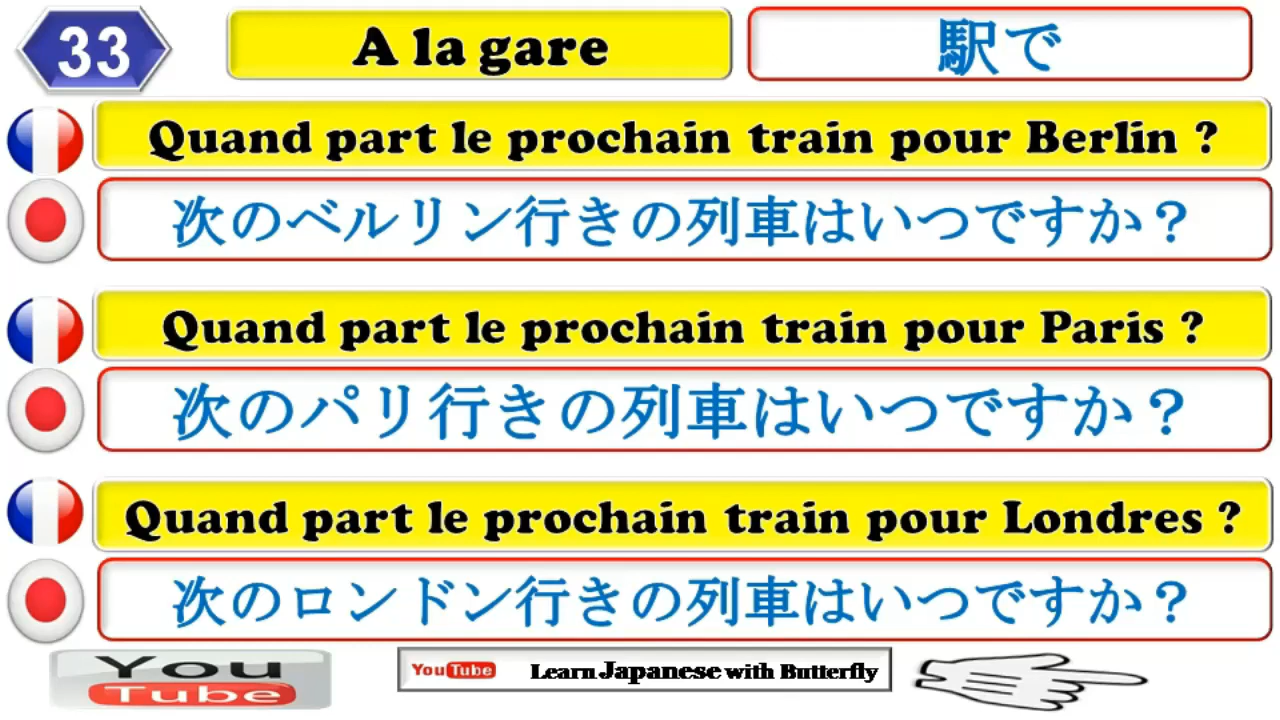 33
A la gare
駅で
Quand part le prochain train pour Berlin ?
次のベルリン行きの列車はいつですか？
Quand part le prochain train pour Paris ?
次のパリ行きの列車はいつですか？
Quand part le prochain train pour Londres ?
次のロンドン行きの列車はいつですか？
You
Tube
YouTube Learn Japanese with Butterfly